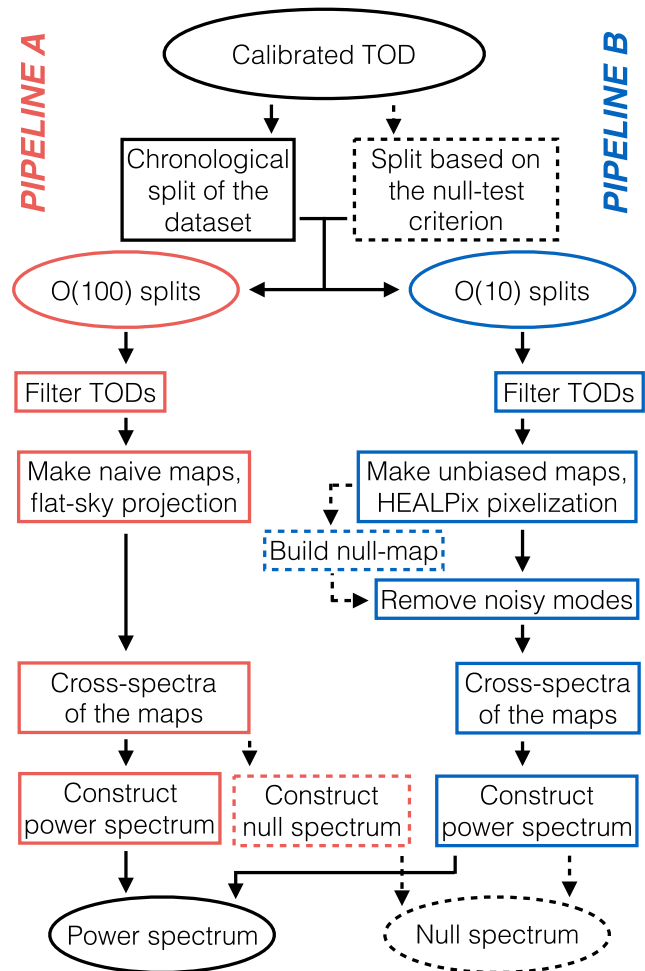 PIPELINE A
PIPELINE B
Calibrated TOD
Chronological
split of the
dataset
Split based on
the null-test
criterion
O(100) splits
O(10) splits
Filter TODs
Filter TODs
Make naive maps,
flat-sky projection
Make unbiased maps,
HEALPix pixelization
Build null-map
Remove noisy modes
Cross-spectra
of the maps
Cross-spectra
of the maps
Construct
power spectrum
Construct
null spectrum
Construct
power spectrum
Power spectrum
Null spectrum